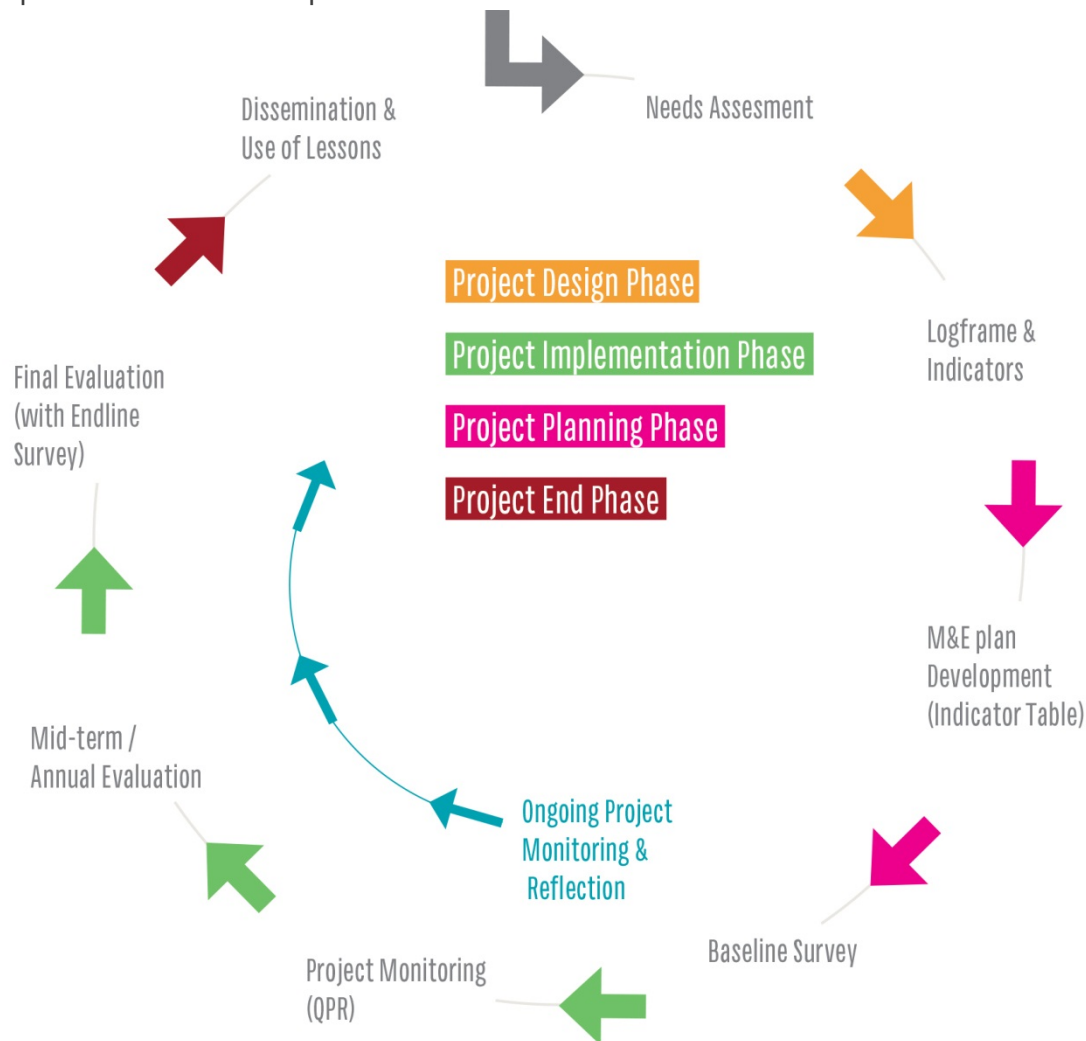 Needs Assesment
Dissemination &
Use of Lessons
Project Design Phase
Project Implementation Phase
Project Planning Phase
Project End Phase
Logframe &
Indicators
M&E plan
Development
(Indicator Table)
Baseline Survey
Project Monitoring
(QPR)
Mid-term /
Annual Evaluation
Final Evaluation
(with Endline
Survey)
Ongoing Project
Monitoring &
Reflection